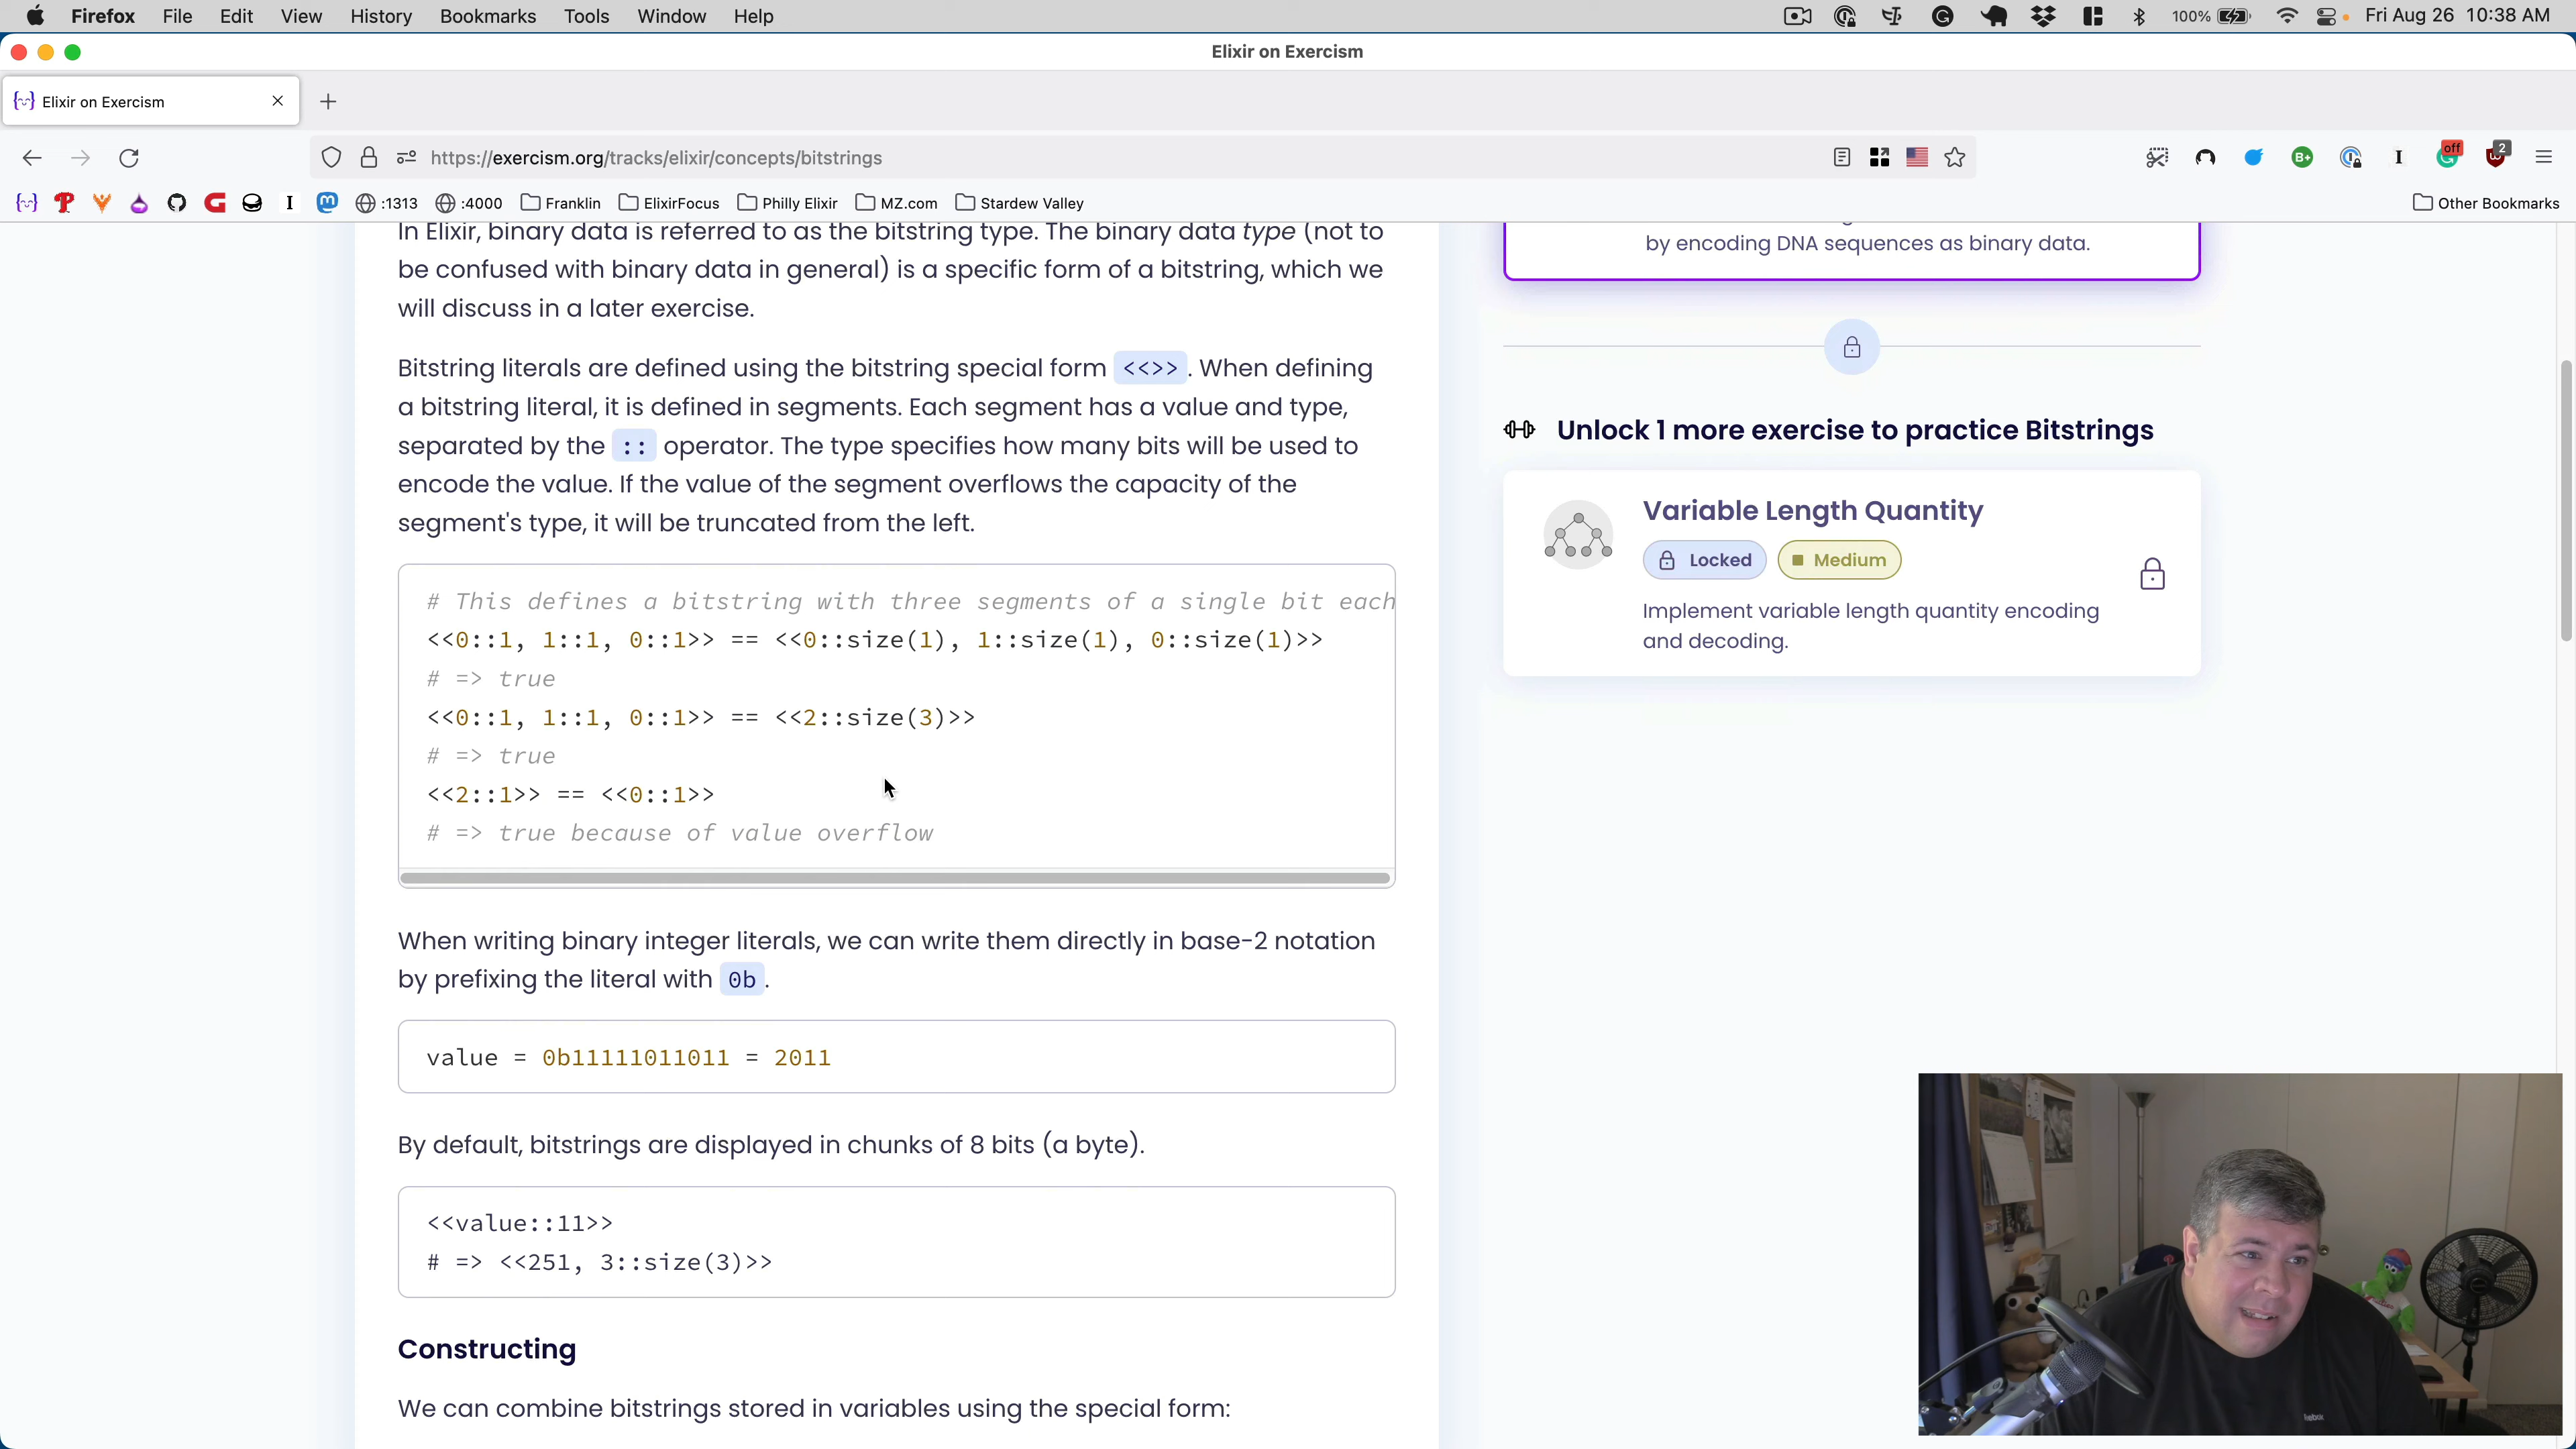 Firefox File Edit View History Bookmarks Tools Window Help 100% Fri Aug 26 10:38 AM
Elixir on Exercism
Elixir on Exercism
https://exercism.org/tracks/elixir/concepts/bitstrings off 2
:1313 :4000 Franklin ElixirFocus Philly Elixir MZ.com Stardew Valley Other Bookmarks
In Elixir, binary data is referred to as the bitstring type. The binary data type (not to
be confused with binary data in general) is a specific form of a bitstring, which we
will discuss in a later exercise.
Bitstring literals are defined using the bitstring special form <<>>. When defining
a bitstring literal, it is defined in segments. Each segment has a value and type,
separated by the :: operator. The type specifies how many bits will be used to
encode the value. If the value of the segment overflows the capacity of the
segment's type, it will be truncated from the left.
# This defines a bitstring with three segments of a single bit each
<<0::1, 1::1, 0::1>> == <<0::size(1), 1::size(1), 0::size(1)>>
# => true
<<0::1, 1::1, 0::1>> == <<2::size(3)>>
# => true
<<2::1>> == <<0::1>>
# => true because of value overflow
When writing binary integer literals, we can write them directly in base-2 notation
by prefixing the literal with 0b.
value = 0b11111011011 = 2011
By default, bitstrings are displayed in chunks of 8 bits (a byte).
<<value::11>>
# => <<251, 3::size(3)>>
Constructing
We can combine bitstrings stored in variables using the special form:
by encoding DNA sequences as binary data.
Unlock 1 more exercise to practice Bitstrings
Variable Length Quantity
Locked Medium
Implement variable length quantity encoding
and decoding.
Reebok